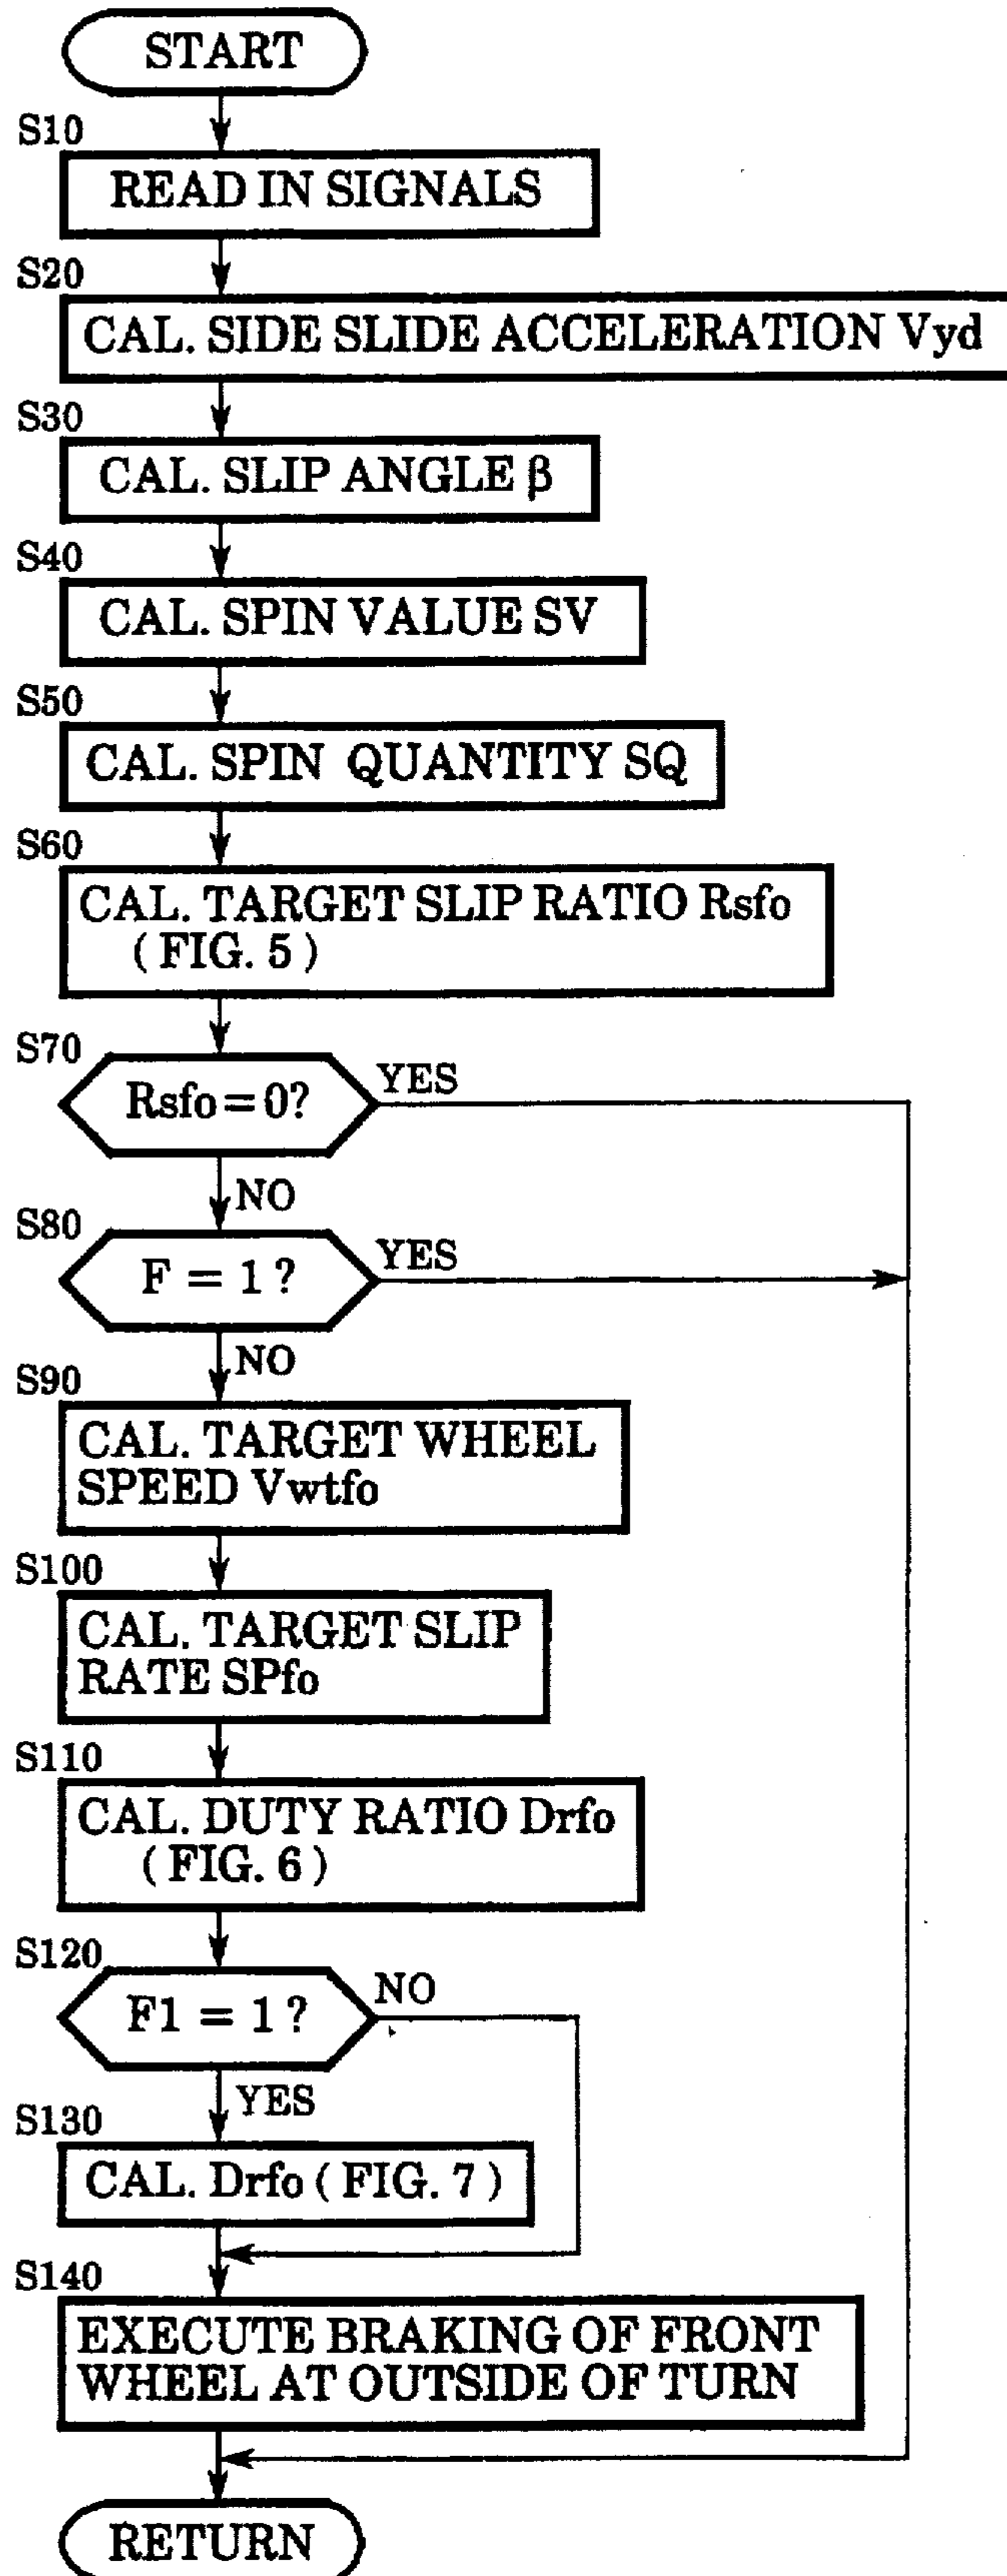 START
S10
READ IN SIGNALS
S20
CAL. SIDE SLIDE ACCELERATION Vyd
S30
CAL. SLIP ANGLE β
S40
CAL. SPIN VALUE SV
S50
CAL. SPIN QUANTITY SQ
S60
CAL. TARGET SLIP RATIO Rsfo
( FIG. 5 )
S70
Rsfo = 0?
YES
NO
S80
F = 1 ?
YES
NO
S90
CAL. TARGET WHEEL
SPEED Vwtfo
S100
CAL. TARGET SLIP
RATE SPfo
S110
CAL. DUTY RATIO Drfo
( FIG. 6 )
S120
F1 = 1 ?
NO
YES
S130
CAL. Drfo ( FIG. 7 )
S140
EXECUTE BRAKING OF FRONT
WHEEL AT OUTSIDE OF TURN
RETURN